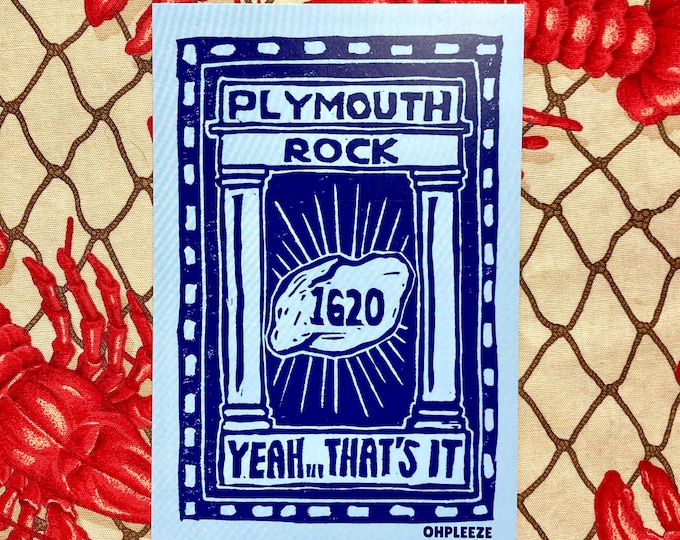 PLYMOUTH
ROCK
1620
YEAH... THAT'S IT
OHPLEEZE